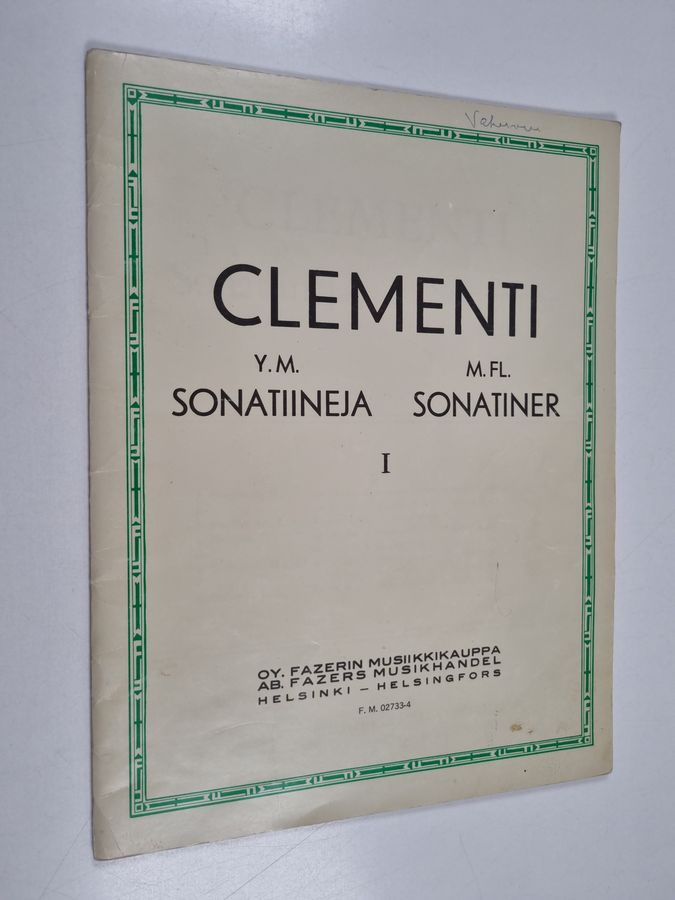 CLEMENTI
Y.M. M.FL.
SONATIINEJA SONATINER
I
OY. FAZERIN MUSIIKKIKAUPPA
AB. FAZERS MUSIKHANDEL
HELSINKI – HELSINGFORS
F. M. 02733-4